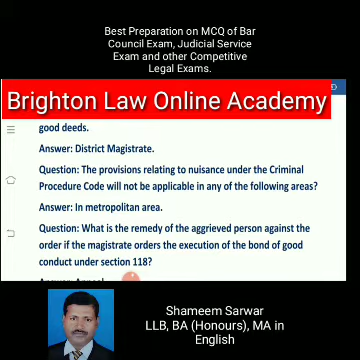 Best Preparation on MCQ of Bar
Council Exam, Judicial Service
Exam and other Competitive
Legal Exams.
Brighton Law Online Academy
good deeds.
Answer: District Magistrate.
Question: The provisions relating to nuisance under the Criminal
Procedure Code will not be applicable in any of the following areas?
Answer: In metropolitan area.
Question: What is the remedy of the aggrieved person against the
order if the magistrate orders the execution of the bond of good
conduct under section 118?
Answer: Appeal
Shameem Sarwar
LLB, BA (Honours), MA in
English